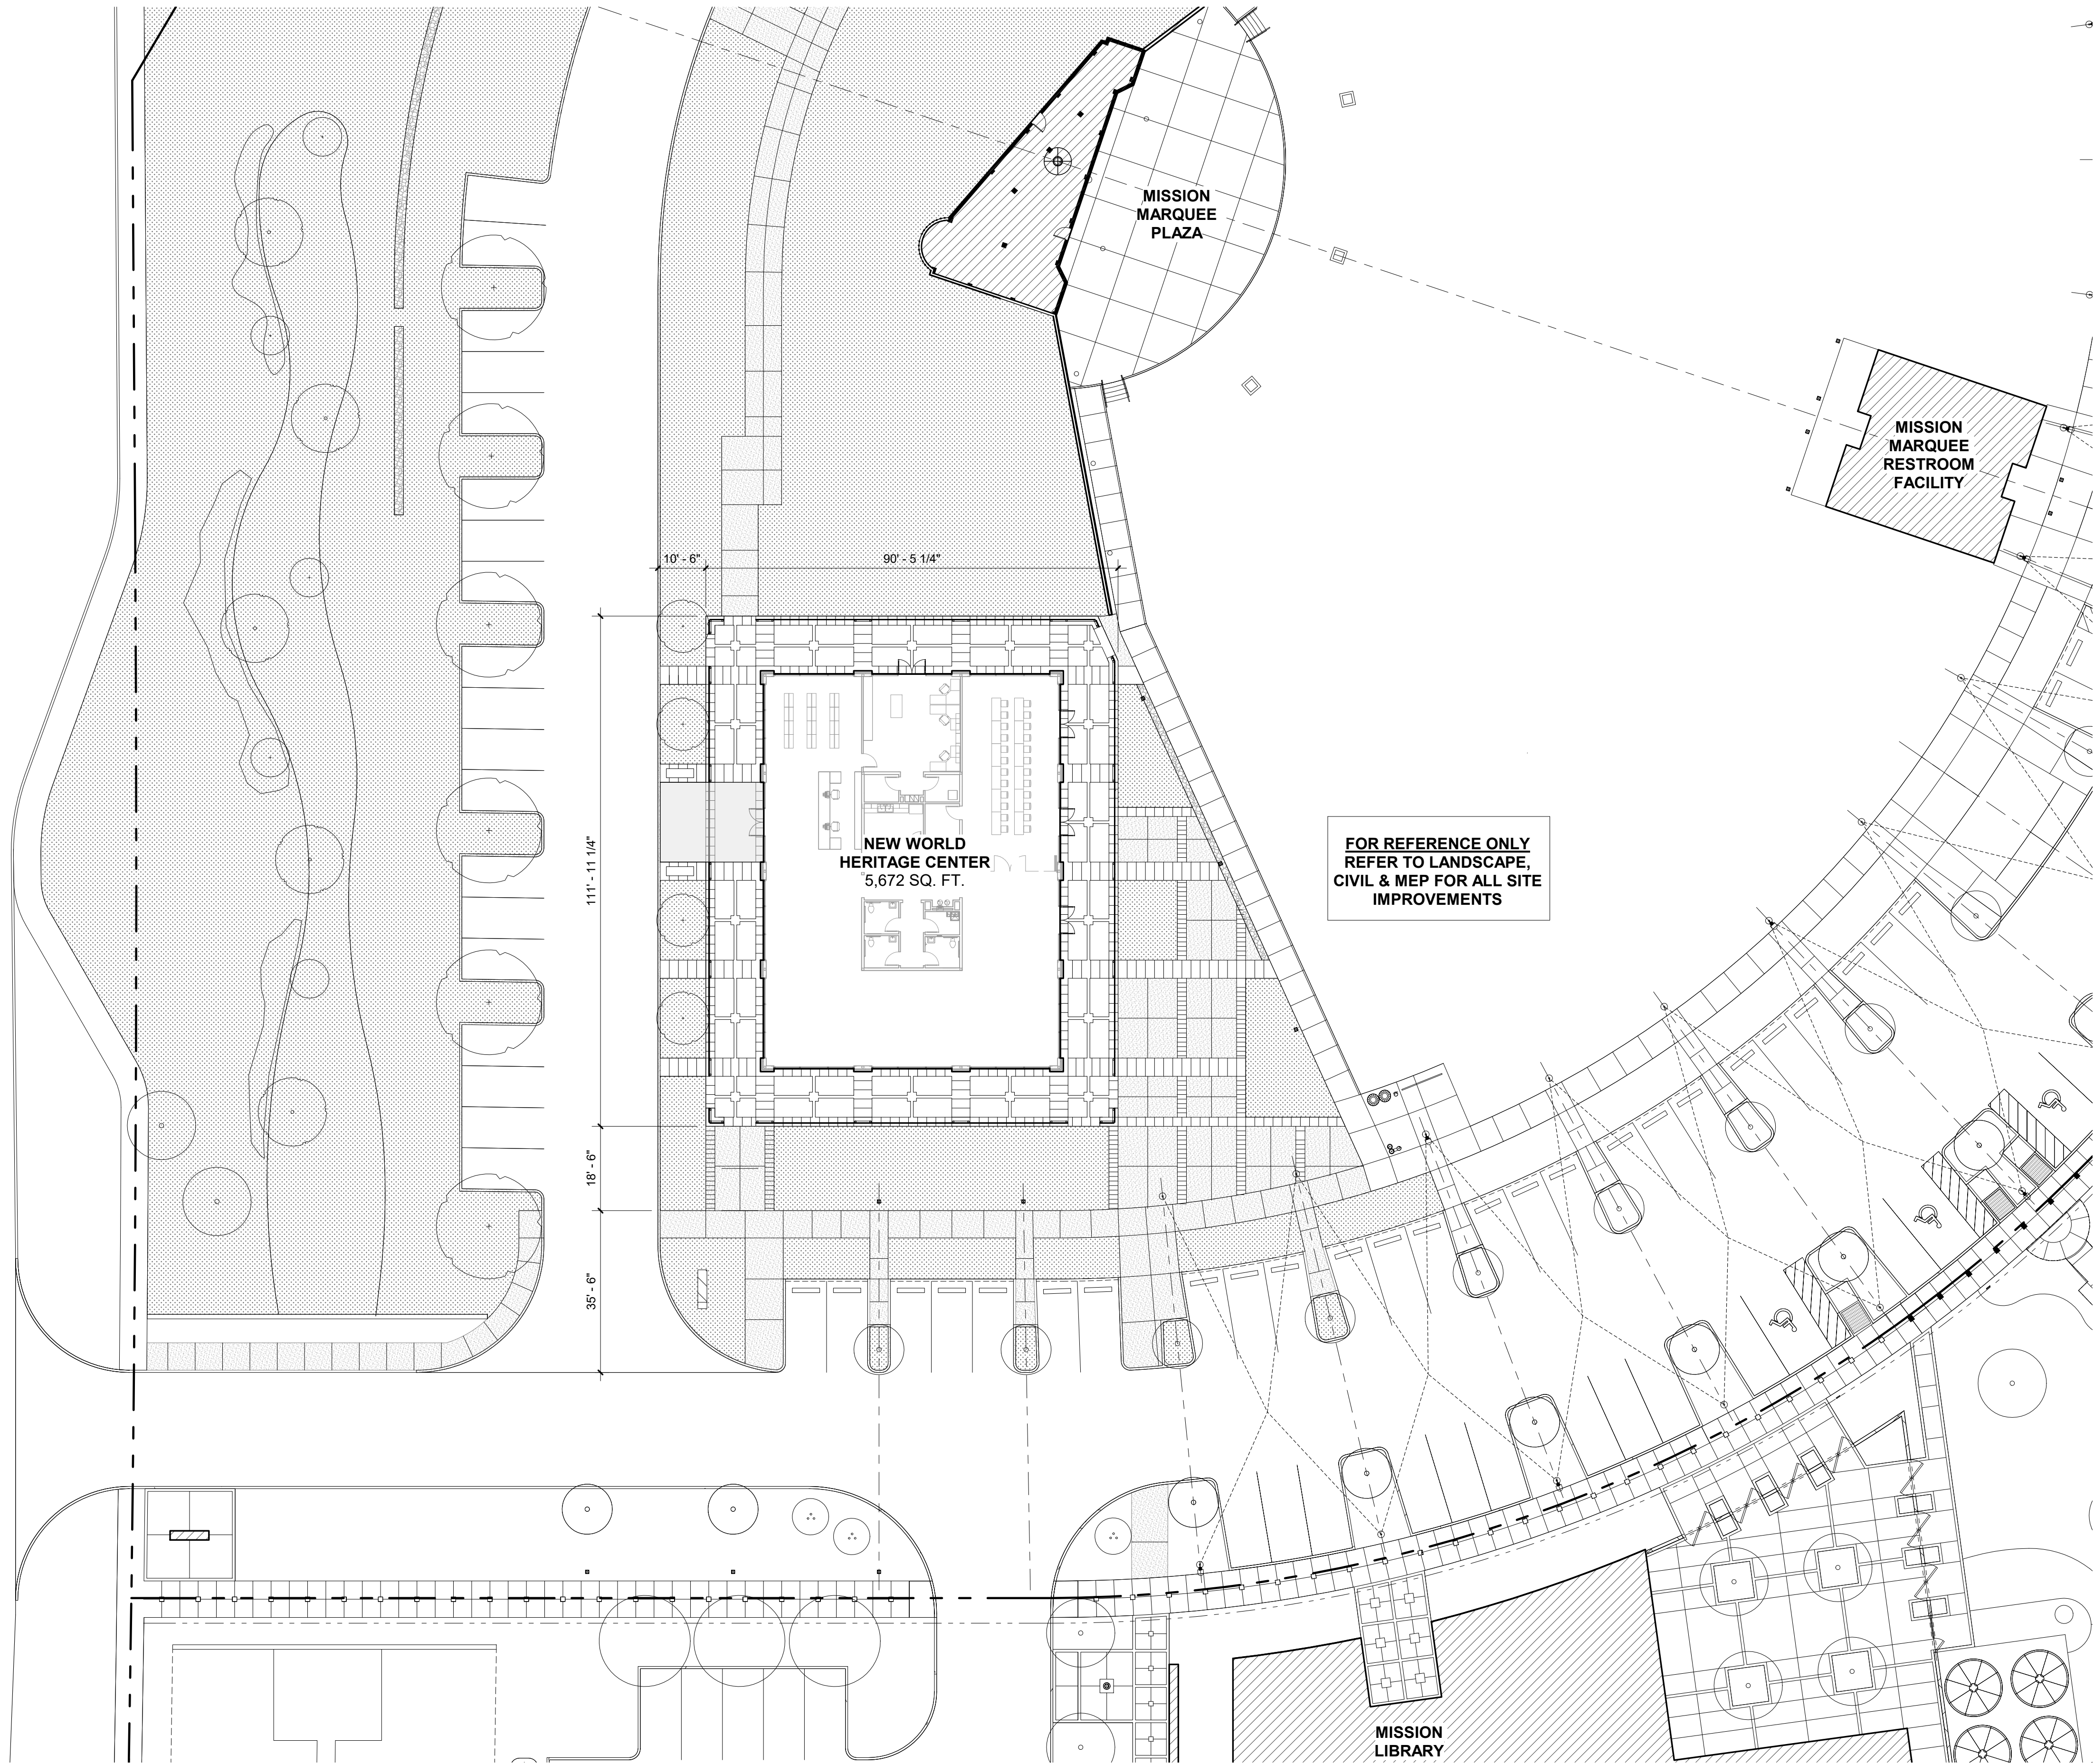 MISSION
MARQUEE
PLAZA
MISSION
MARQUEE
RESTROOM
FACILITY
10' - 6"
90' - 5 1/4"
111' - 11 1/4"
NEW WORLD
HERITAGE CENTER
5,672 SQ. FT.
FOR REFERENCE ONLY
REFER TO LANDSCAPE,
CIVIL & MEP FOR ALL SITE
IMPROVEMENTS
18' - 6"
35' - 6"
MISSION
LIBRARY